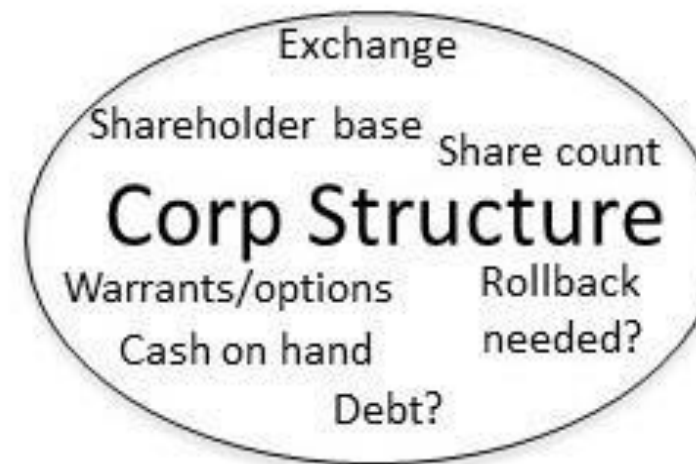 Exchange
Shareholder base
Share count
Corp Structure
Warrants/options
Rollback
needed?
Cash on hand
Debt?